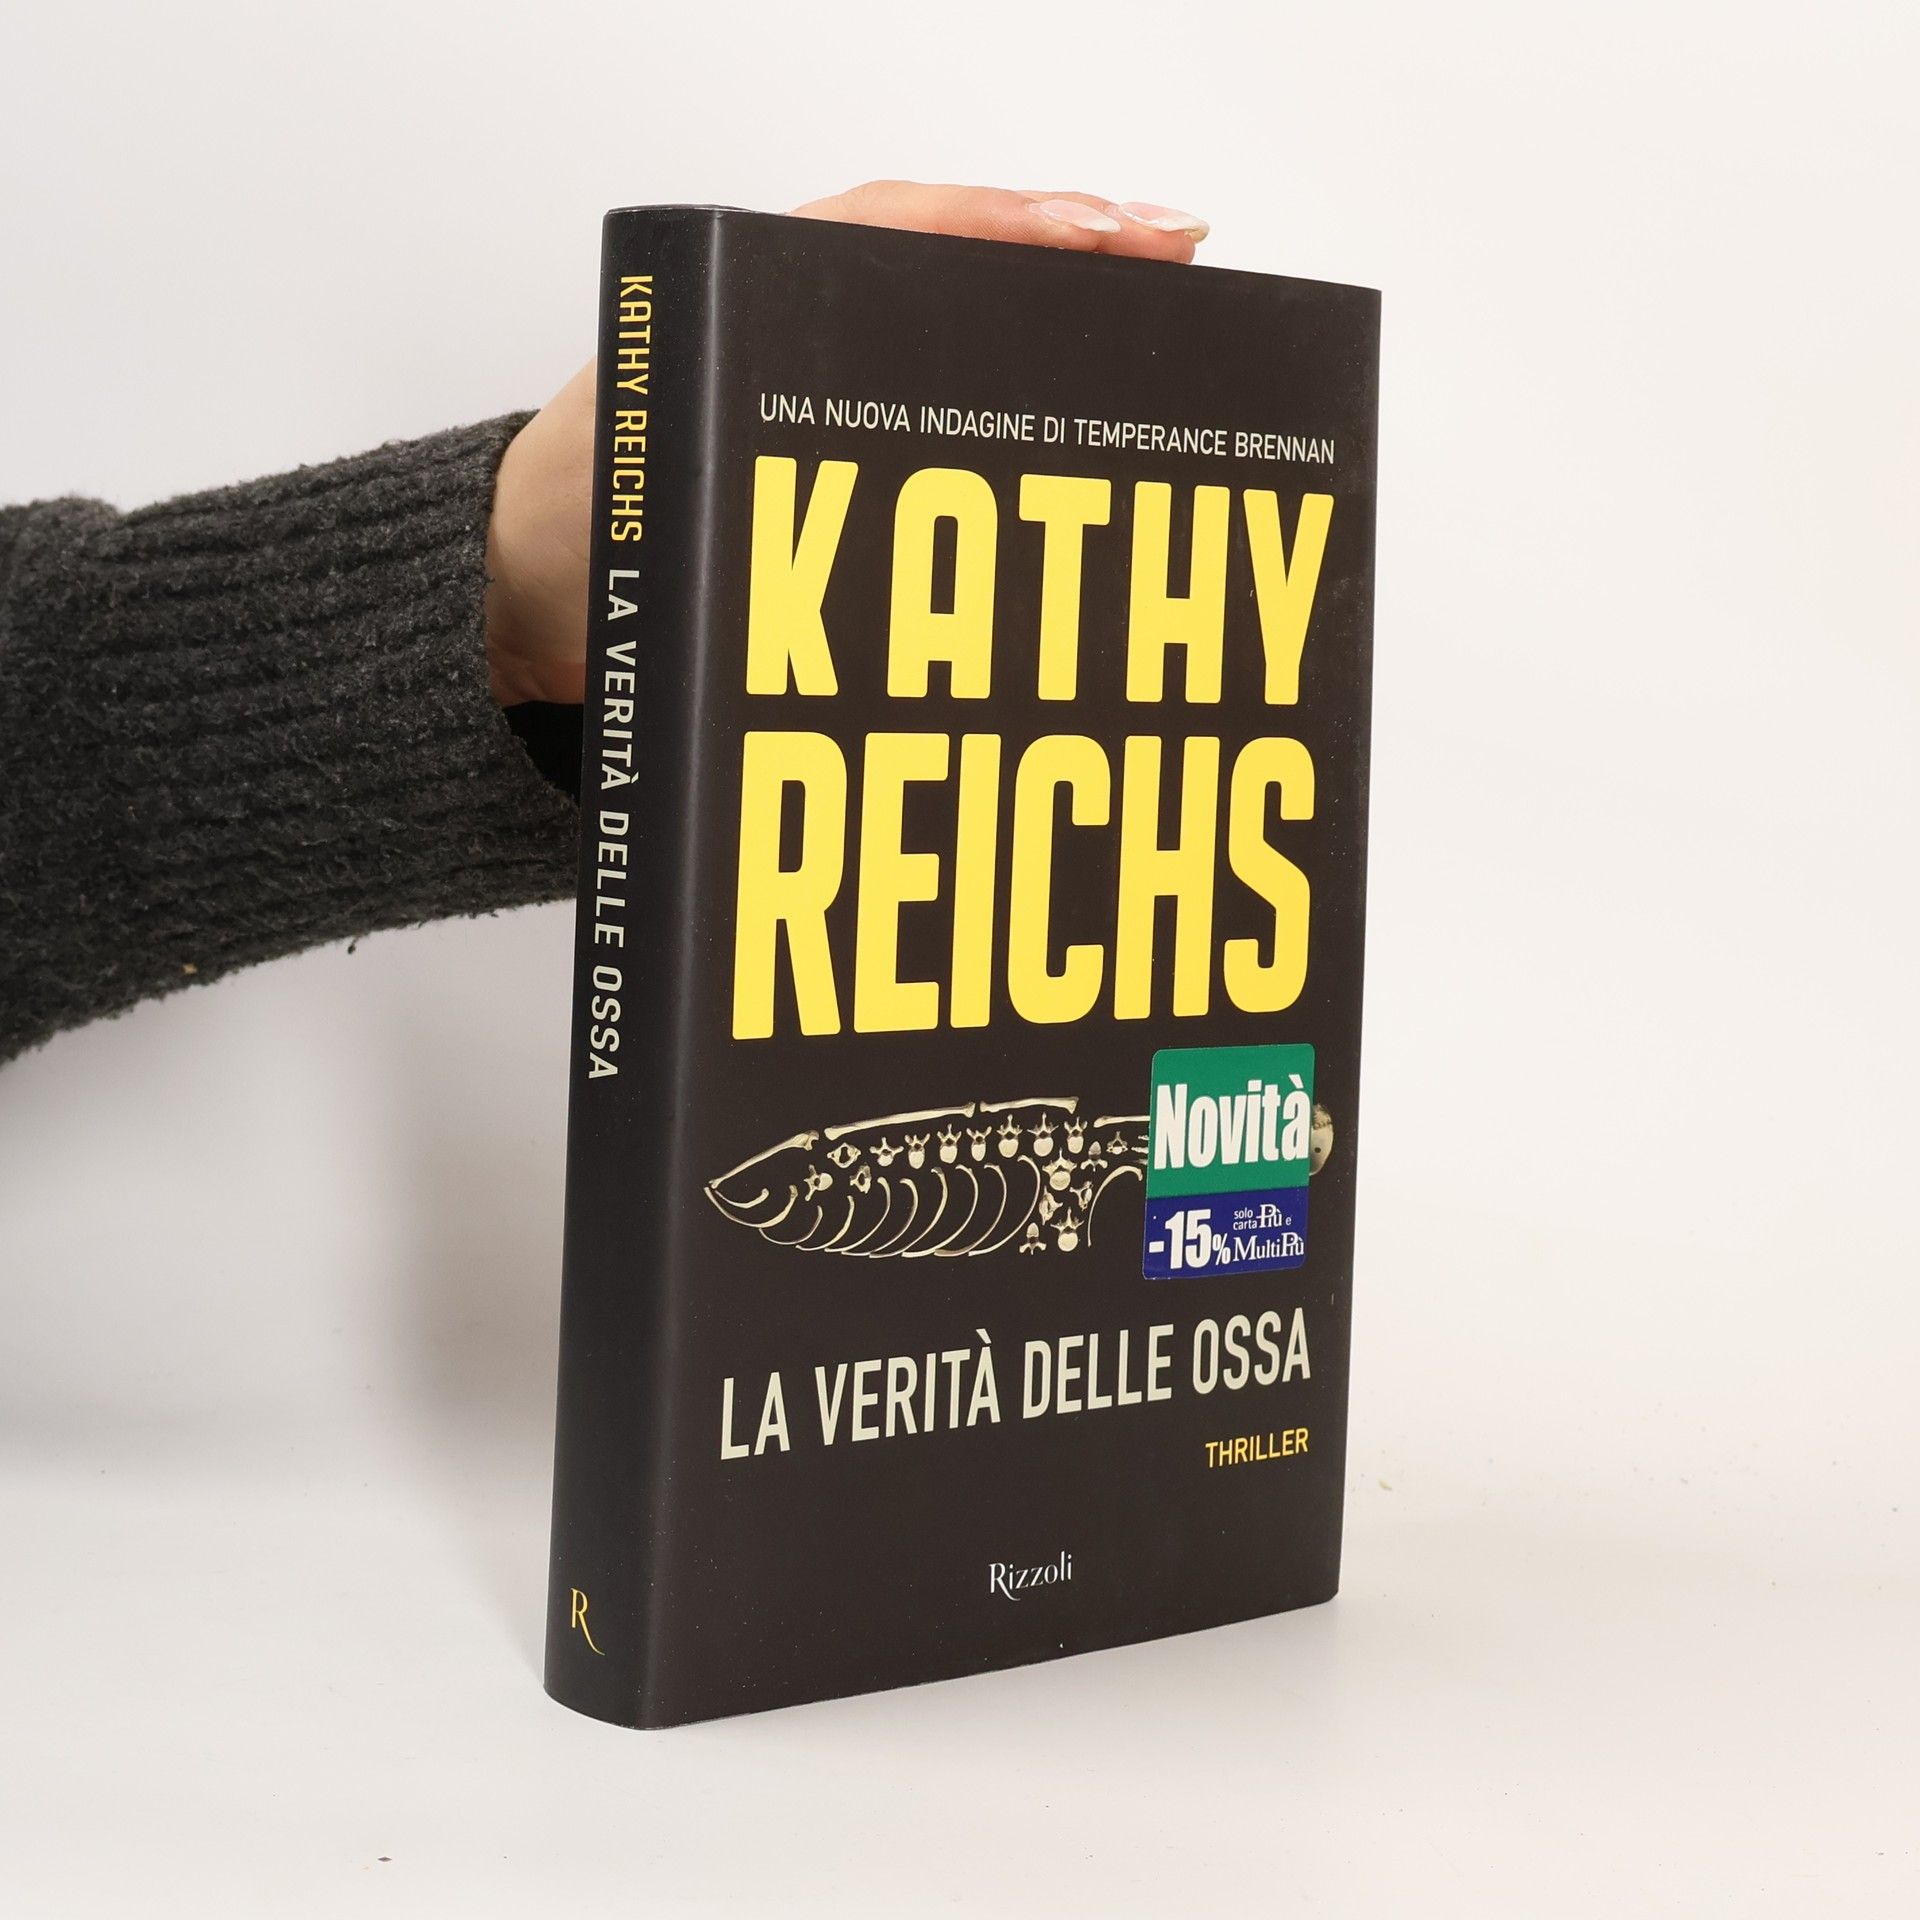 KATHY REICHS LA VERITÀ DELLE OSSA
R
UNA NUOVA INDAGINE DI TEMPERANCE BRENNAN
KATHY
REICHS
Novità
-15% solo carta Più e MultiPiù
LA VERITÀ DELLE OSSA
THRILLER
Rizzoli